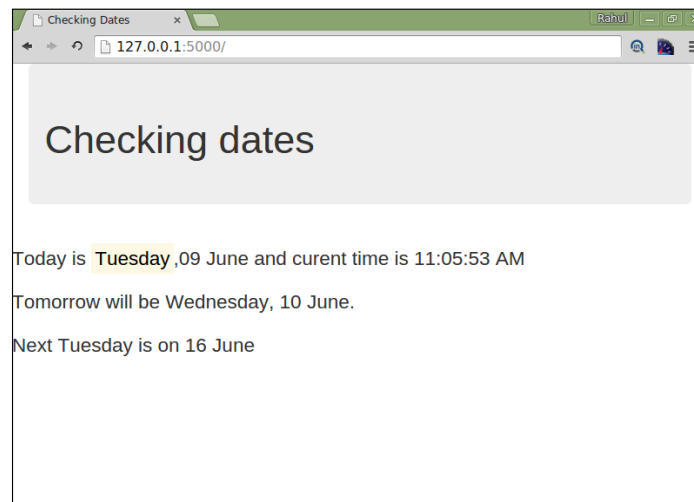 Checking Dates
Rahul
127.0.0.1:5000/
Checking dates
Today is Tuesday,09 June and curent time is 11:05:53 AM
Tomorrow will be Wednesday, 10 June.
Next Tuesday is on 16 June